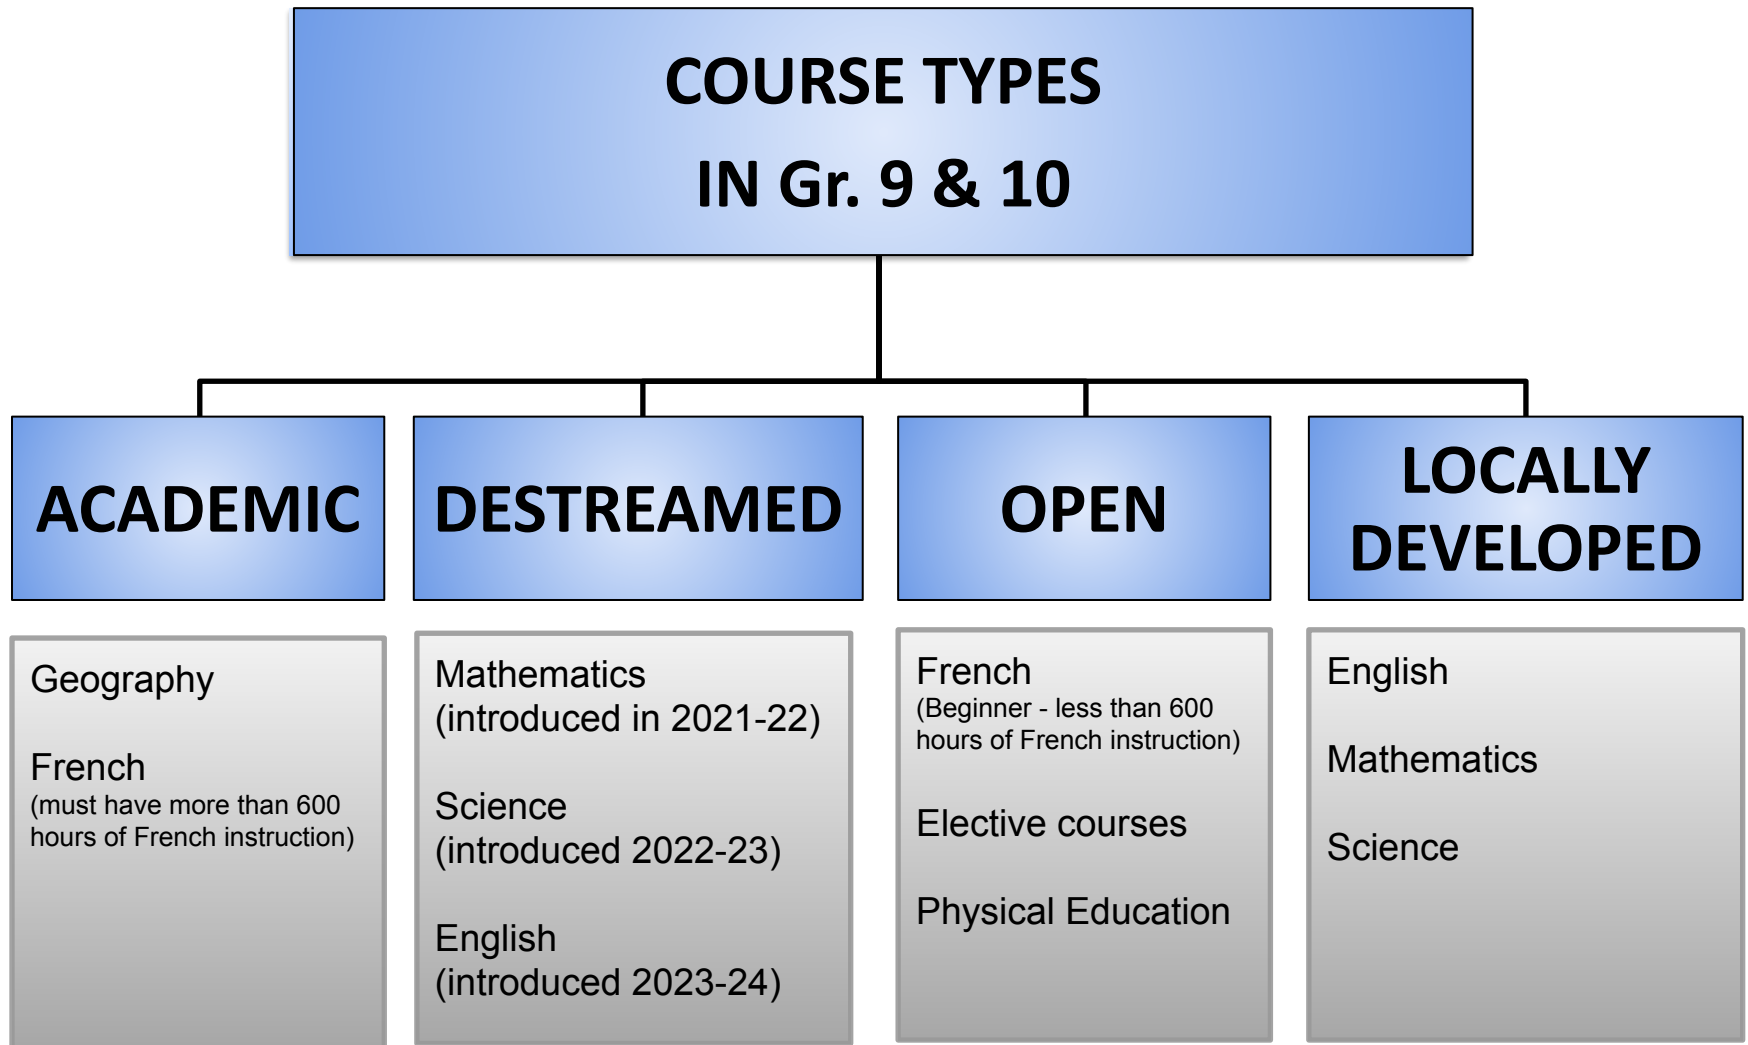 COURSE TYPES
IN Gr. 9 & 10
ACADEMIC
Geography
French
(must have more than 600
hours of French instruction)
DESTREAMED
Mathematics
(introduced in 2021-22)
Science
(introduced 2022-23)
English
(introduced 2023-24)
OPEN
French
(Beginner - less than 600
hours of French instruction)
Elective courses
Physical Education
LOCALLY
DEVELOPED
English
Mathematics
Science